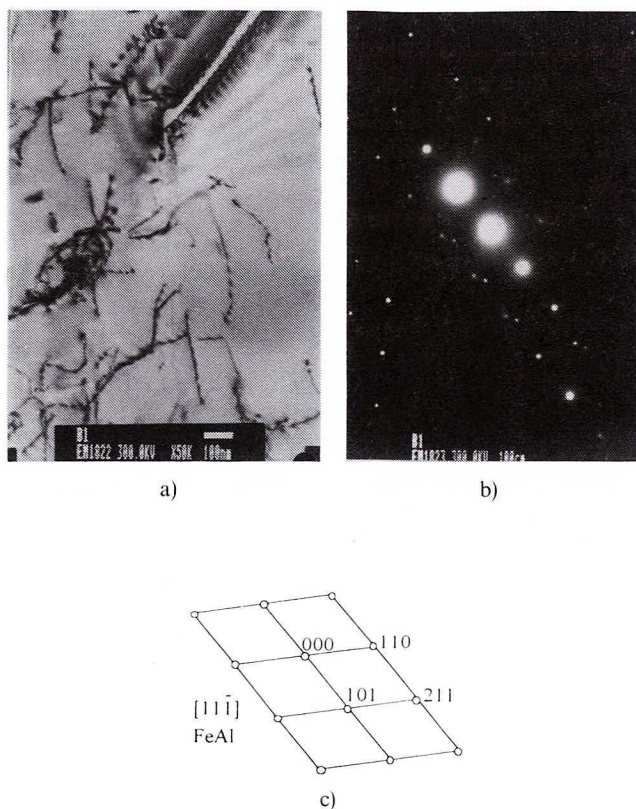 B1
EM1822 300.0KV X50K 100nm
a)
B1
EM1823 300.0KV 100cm
b)
000
110
101
211
[111̄]
FeAl
c)